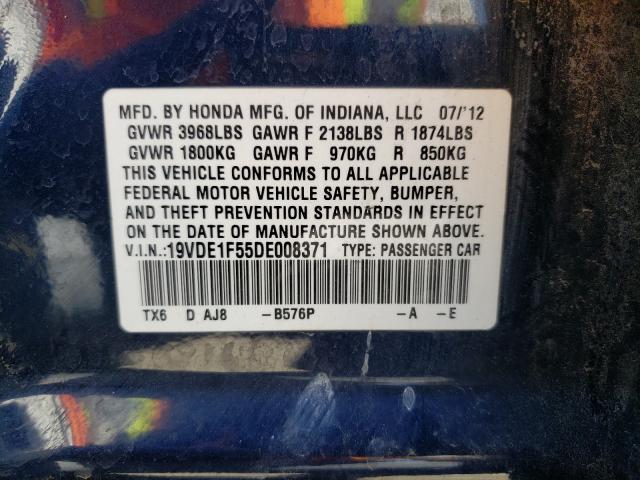 MFD. BY HONDA MFG. OF INDIANA, LLC 07/'12
GVWR 3968LBS GAWR F 2138LBS R 1874LBS
GVWR 1800KG GAWR F 970KG R 850KG
THIS VEHICLE CONFORMS TO ALL APPLICABLE
FEDERAL MOTOR VEHICLE SAFETY, BUMPER,
AND THEFT PREVENTION STANDARDS IN EFFECT
ON THE DATE OF MANUFACTURE SHOWN ABOVE.
V.I.N.:19VDE1F55DE008371 TYPE: PASSENGER CAR
TX6 D AJ8 -B576P -A -E